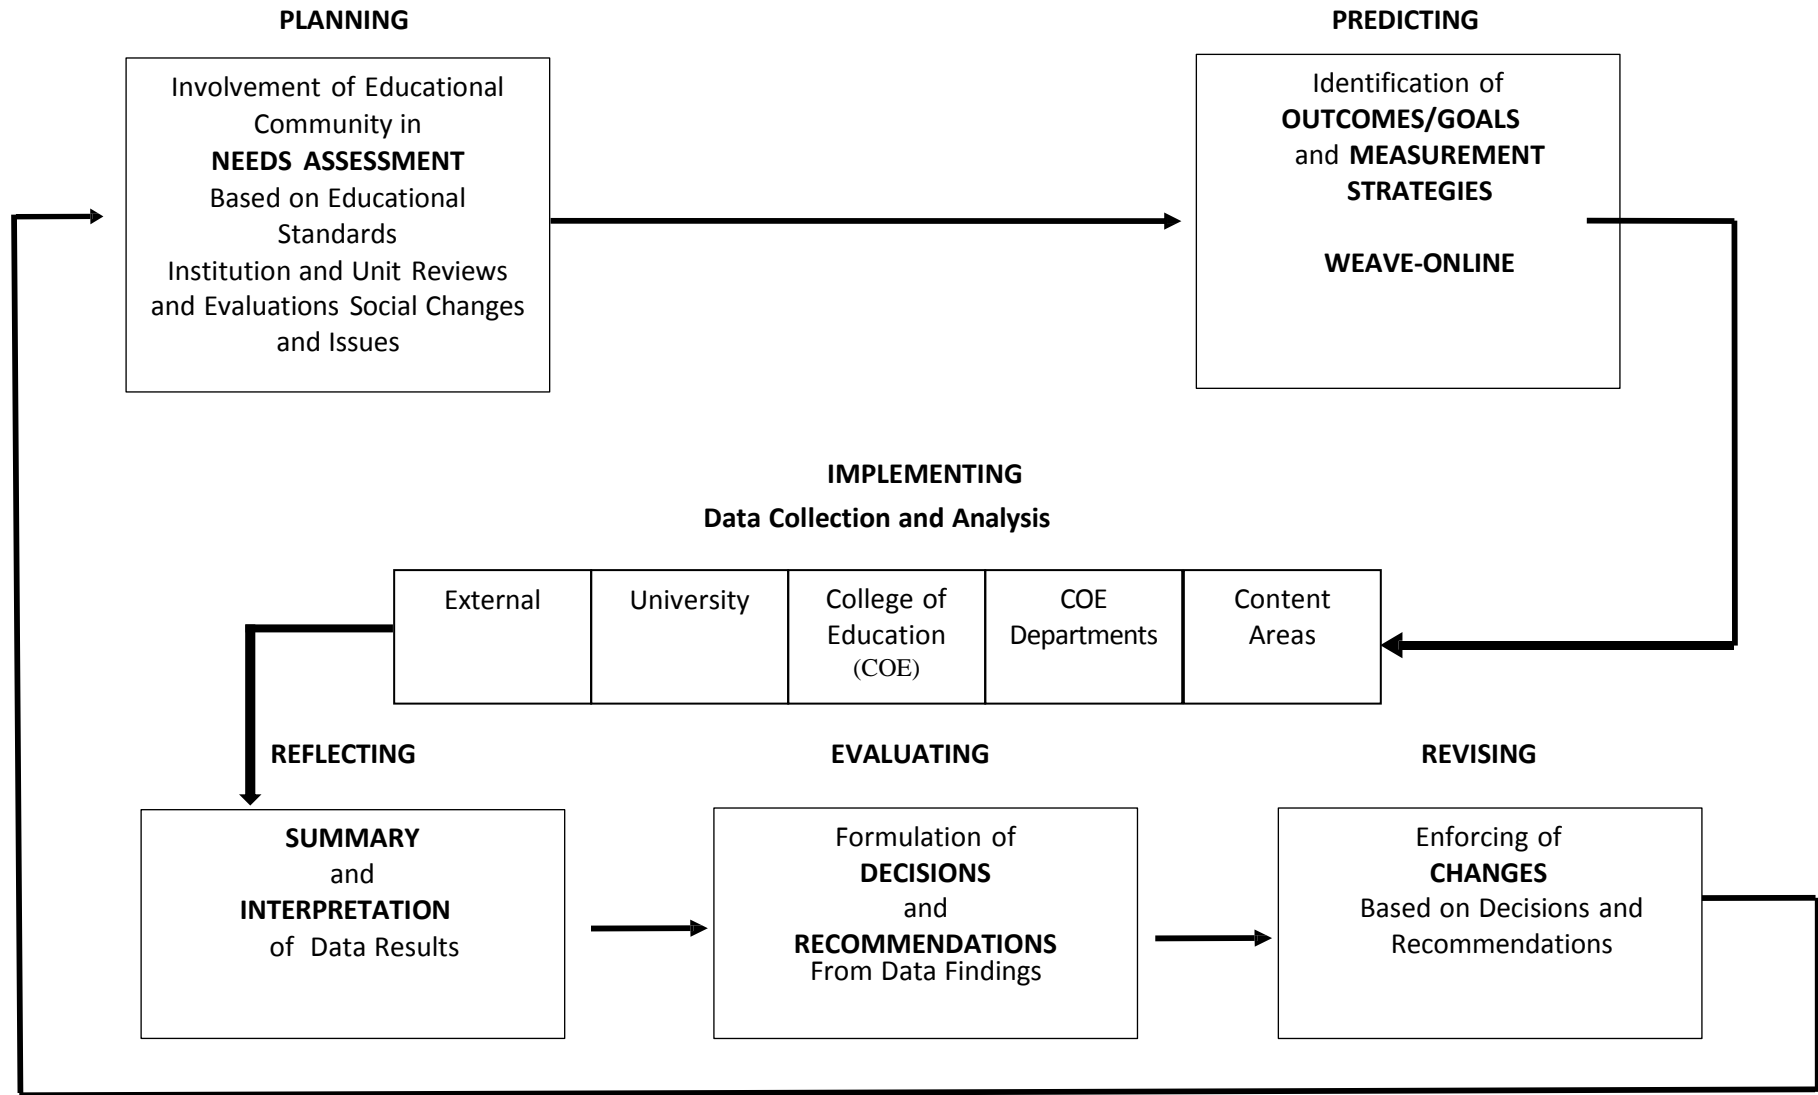 PLANNING
Involvement of Educational
Community in
NEEDS ASSESSMENT
Based on Educational
Standards
Institution and Unit Reviews
and Evaluations Social Changes
and Issues
PREDICTING
Identification of
OUTCOMES/GOALS
and MEASUREMENT
STRATEGIES
WEAVE-ONLINE
IMPLEMENTING
Data Collection and Analysis
External
University
College of
Education
(COE)
COE
Departments
Content
Areas
REFLECTING
SUMMARY
and
INTERPRETATION
of Data Results
EVALUATING
Formulation of
DECISIONS
and
RECOMMENDATIONS
From Data Findings
REVISING
Enforcing of
CHANGES
Based on Decisions and
Recommendations